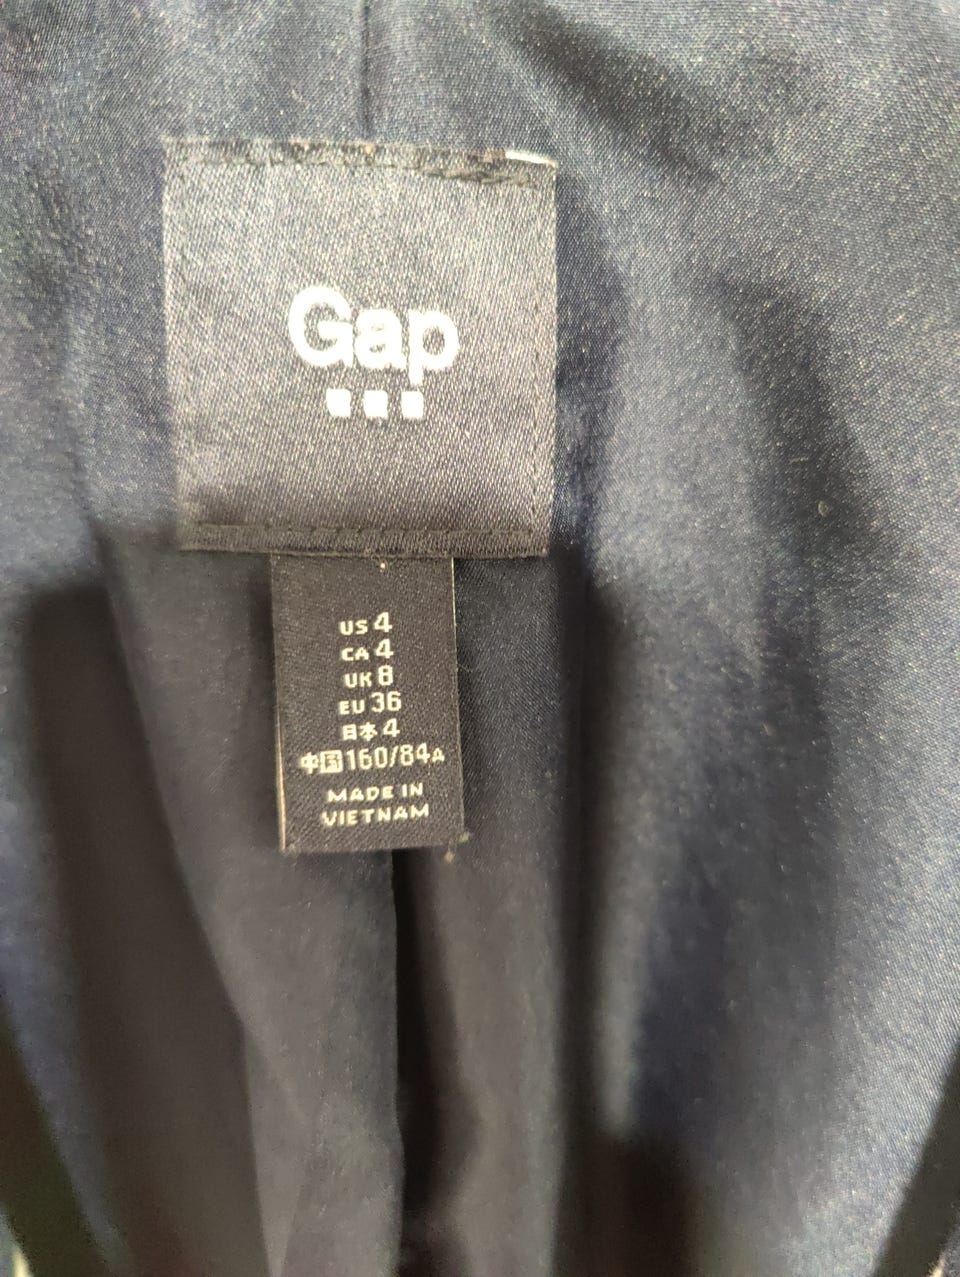 Gap
US 4
CA 4
UK 8
EU 36
日本 4
中国 160/84A
MADE IN
VIETNAM